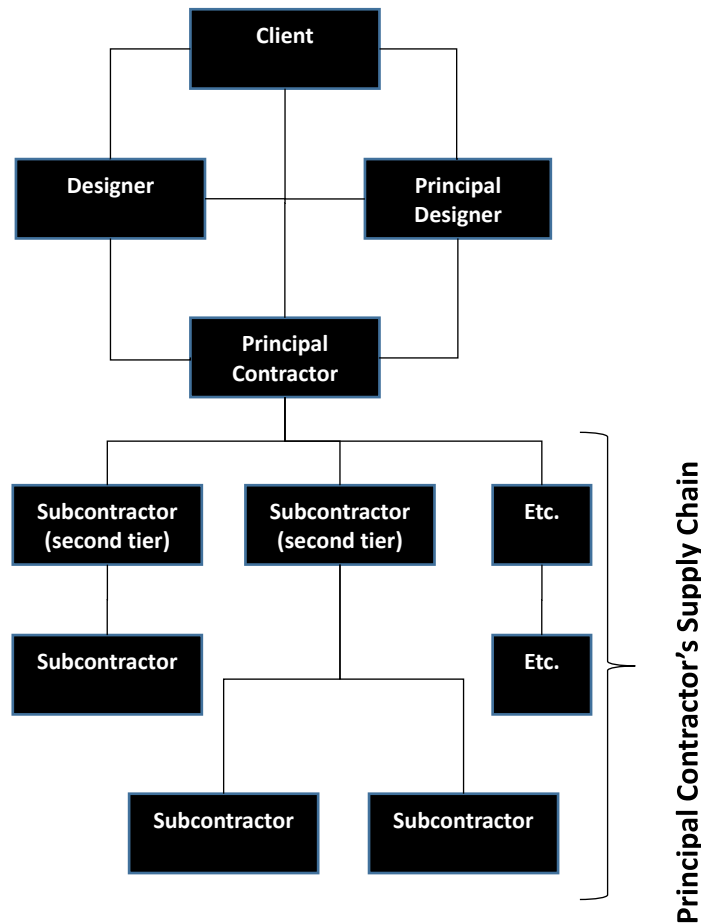 Client
Designer
Principal
Designer
Principal
Contractor
Subcontractor
(second tier)
Subcontractor
(second tier)
Etc.
Subcontractor
Etc.
Subcontractor
Subcontractor
Principal Contractor’s Supply Chain